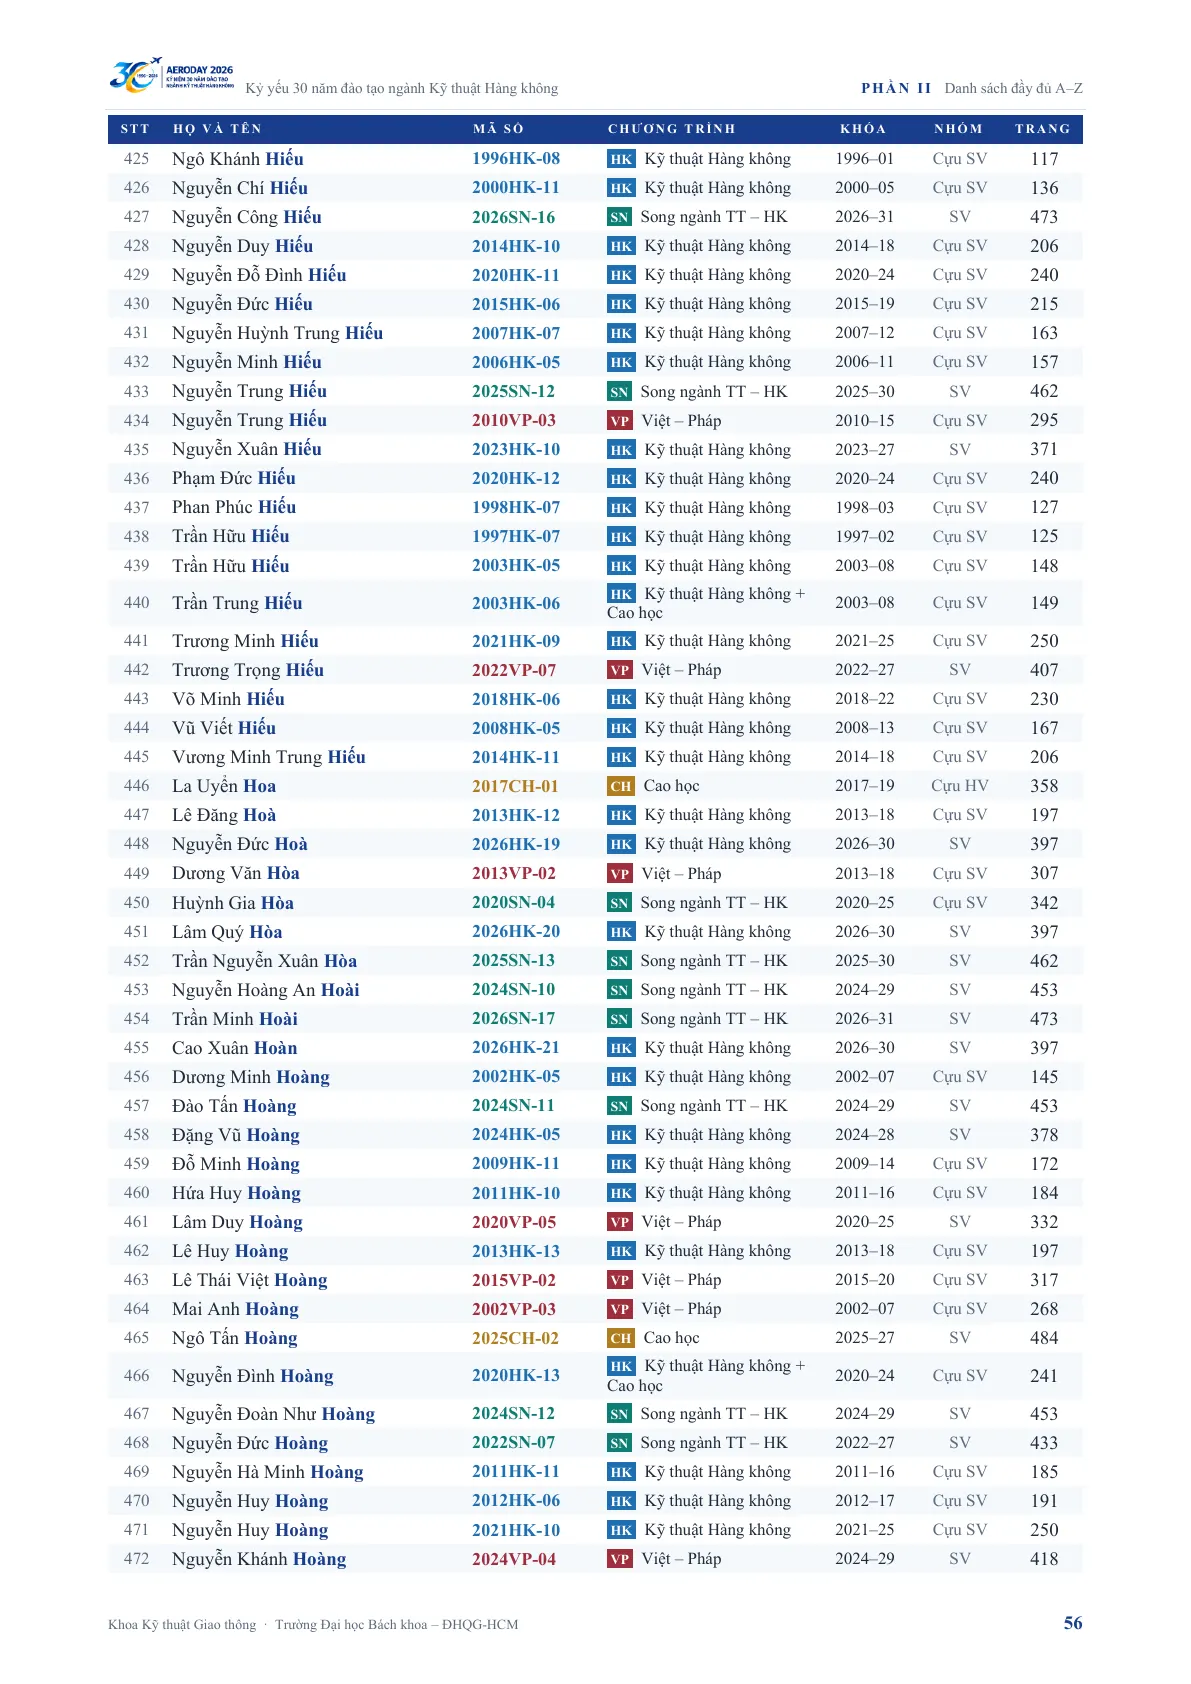 30 AERODAY 2026
1996 - 2026 KỶ NIỆM 30 NĂM ĐÀO TẠO
NGÀNH KỸ THUẬT HÀNG KHÔNG
Kỷ yếu 30 năm đào tạo ngành Kỹ thuật Hàng không PHẦN II Danh sách đầy đủ A–Z
STT HỌ VÀ TÊN MÃ SỐ CHƯƠNG TRÌNH KHÓA NHÓM TRANG
425 Ngô Khánh Hiếu 1996HK-08 HK Kỹ thuật Hàng không 1996–01 Cựu SV 117
426 Nguyễn Chí Hiếu 2000HK-11 HK Kỹ thuật Hàng không 2000–05 Cựu SV 136
427 Nguyễn Công Hiếu 2026SN-16 SN Song ngành TT – HK 2026–31 SV 473
428 Nguyễn Duy Hiếu 2014HK-10 HK Kỹ thuật Hàng không 2014–18 Cựu SV 206
429 Nguyễn Đỗ Đình Hiếu 2020HK-11 HK Kỹ thuật Hàng không 2020–24 Cựu SV 240
430 Nguyễn Đức Hiếu 2015HK-06 HK Kỹ thuật Hàng không 2015–19 Cựu SV 215
431 Nguyễn Huỳnh Trung Hiếu 2007HK-07 HK Kỹ thuật Hàng không 2007–12 Cựu SV 163
432 Nguyễn Minh Hiếu 2006HK-05 HK Kỹ thuật Hàng không 2006–11 Cựu SV 157
433 Nguyễn Trung Hiếu 2025SN-12 SN Song ngành TT – HK 2025–30 SV 462
434 Nguyễn Trung Hiếu 2010VP-03 VP Việt – Pháp 2010–15 Cựu SV 295
435 Nguyễn Xuân Hiếu 2023HK-10 HK Kỹ thuật Hàng không 2023–27 SV 371
436 Phạm Đức Hiếu 2020HK-12 HK Kỹ thuật Hàng không 2020–24 Cựu SV 240
437 Phan Phúc Hiếu 1998HK-07 HK Kỹ thuật Hàng không 1998–03 Cựu SV 127
438 Trần Hữu Hiếu 1997HK-07 HK Kỹ thuật Hàng không 1997–02 Cựu SV 125
439 Trần Hữu Hiếu 2003HK-05 HK Kỹ thuật Hàng không 2003–08 Cựu SV 148
440 Trần Trung Hiếu 2003HK-06 HK Kỹ thuật Hàng không + 2003–08 Cựu SV 149
Cao học
441 Trương Minh Hiếu 2021HK-09 HK Kỹ thuật Hàng không 2021–25 Cựu SV 250
442 Trương Trọng Hiếu 2022VP-07 VP Việt – Pháp 2022–27 SV 407
443 Võ Minh Hiếu 2018HK-06 HK Kỹ thuật Hàng không 2018–22 Cựu SV 230
444 Vũ Viết Hiếu 2008HK-05 HK Kỹ thuật Hàng không 2008–13 Cựu SV 167
445 Vương Minh Trung Hiếu 2014HK-11 HK Kỹ thuật Hàng không 2014–18 Cựu SV 206
446 La Uyển Hoa 2017CH-01 CH Cao học 2017–19 Cựu HV 358
447 Lê Đăng Hoà 2013HK-12 HK Kỹ thuật Hàng không 2013–18 Cựu SV 197
448 Nguyễn Đức Hoà 2026HK-19 HK Kỹ thuật Hàng không 2026–30 SV 397
449 Dương Văn Hòa 2013VP-02 VP Việt – Pháp 2013–18 Cựu SV 307
450 Huỳnh Gia Hòa 2020SN-04 SN Song ngành TT – HK 2020–25 Cựu SV 342
451 Lâm Quý Hòa 2026HK-20 HK Kỹ thuật Hàng không 2026–30 SV 397
452 Trần Nguyễn Xuân Hòa 2025SN-13 SN Song ngành TT – HK 2025–30 SV 462
453 Nguyễn Hoàng An Hoài 2024SN-10 SN Song ngành TT – HK 2024–29 SV 453
454 Trần Minh Hoài 2026SN-17 SN Song ngành TT – HK 2026–31 SV 473
455 Cao Xuân Hoàn 2026HK-21 HK Kỹ thuật Hàng không 2026–30 SV 397
456 Dương Minh Hoàng 2002HK-05 HK Kỹ thuật Hàng không 2002–07 Cựu SV 145
457 Đào Tấn Hoàng 2024SN-11 SN Song ngành TT – HK 2024–29 SV 453
458 Đặng Vũ Hoàng 2024HK-05 HK Kỹ thuật Hàng không 2024–28 SV 378
459 Đỗ Minh Hoàng 2009HK-11 HK Kỹ thuật Hàng không 2009–14 Cựu SV 172
460 Hứa Huy Hoàng 2011HK-10 HK Kỹ thuật Hàng không 2011–16 Cựu SV 184
461 Lâm Duy Hoàng 2020VP-05 VP Việt – Pháp 2020–25 SV 332
462 Lê Huy Hoàng 2013HK-13 HK Kỹ thuật Hàng không 2013–18 Cựu SV 197
463 Lê Thái Việt Hoàng 2015VP-02 VP Việt – Pháp 2015–20 Cựu SV 317
464 Mai Anh Hoàng 2002VP-03 VP Việt – Pháp 2002–07 Cựu SV 268
465 Ngô Tấn Hoàng 2025CH-02 CH Cao học 2025–27 SV 484
466 Nguyễn Đình Hoàng 2020HK-13 HK Kỹ thuật Hàng không + 2020–24 Cựu SV 241
Cao học
467 Nguyễn Đoàn Như Hoàng 2024SN-12 SN Song ngành TT – HK 2024–29 SV 453
468 Nguyễn Đức Hoàng 2022SN-07 SN Song ngành TT – HK 2022–27 SV 433
469 Nguyễn Hà Minh Hoàng 2011HK-11 HK Kỹ thuật Hàng không 2011–16 Cựu SV 185
470 Nguyễn Huy Hoàng 2012HK-06 HK Kỹ thuật Hàng không 2012–17 Cựu SV 191
471 Nguyễn Huy Hoàng 2021HK-10 HK Kỹ thuật Hàng không 2021–25 Cựu SV 250
472 Nguyễn Khánh Hoàng 2024VP-04 VP Việt – Pháp 2024–29 SV 418
Khoa Kỹ thuật Giao thông · Trường Đại học Bách khoa – ĐHQG-HCM 56